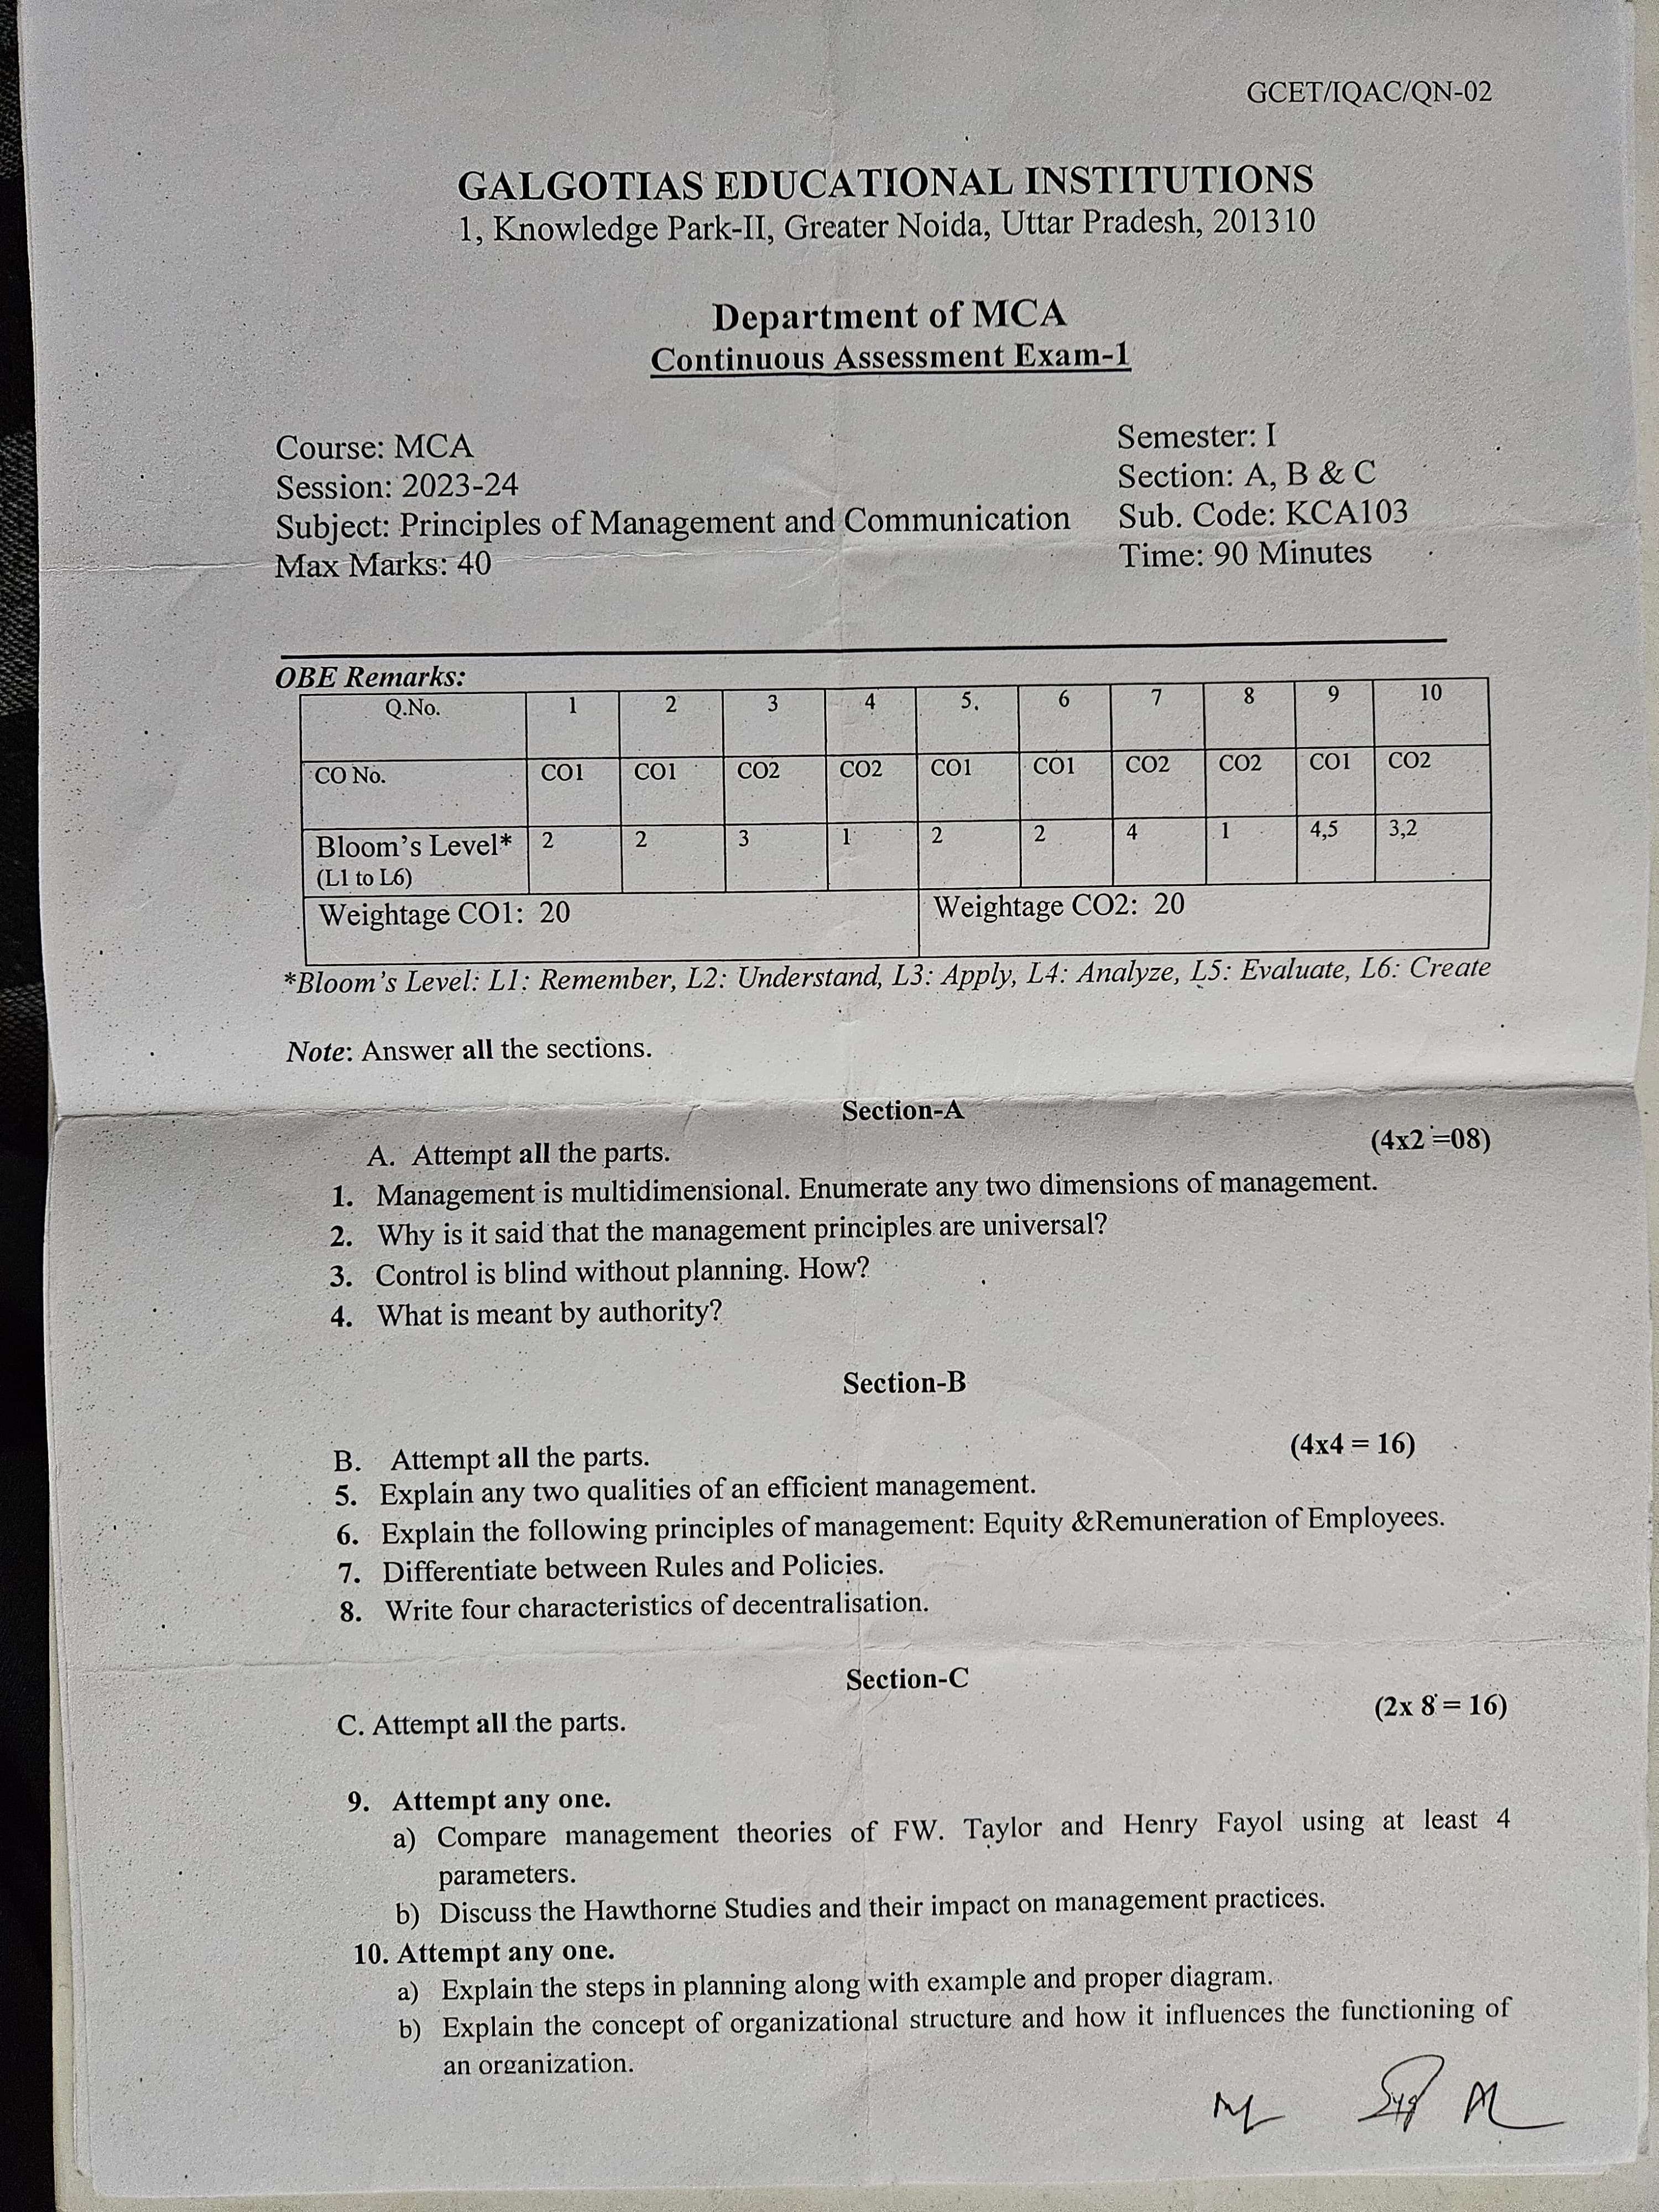 GCET/IQAC/QN-02
GALGOTIAS EDUCATIONAL INSTITUTIONS
1, Knowledge Park-II, Greater Noida, Uttar Pradesh, 201310
Department of MCA
Continuous Assessment Exam-1
Course: MCA Semester: I
Session: 2023-24 Section: A, B & C
Subject: Principles of Management and Communication Sub. Code: KCA103
Max Marks: 40 Time: 90 Minutes
OBE Remarks:
Q.No. 1 2 3 4 5. 6 7 8 9 10
CO No. CO1 CO1 CO2 CO2 CO1 CO1 CO2 CO2 CO1 CO2
Bloom's Level* 2 2 3 1 2 2 4 1 4,5 3,2
(L1 to L6)
Weightage CO1: 20 Weightage CO2: 20
*Bloom's Level: L1: Remember, L2: Understand, L3: Apply, L4: Analyze, L5: Evaluate, L6: Create
Note: Answer all the sections.
Section-A
A. Attempt all the parts. (4x2 =08)
1. Management is multidimensional. Enumerate any two dimensions of management.
2. Why is it said that the management principles are universal?
3. Control is blind without planning. How?
4. What is meant by authority?
Section-B
B. Attempt all the parts. (4x4 = 16)
5. Explain any two qualities of an efficient management.
6. Explain the following principles of management: Equity &Remuneration of Employees.
7. Differentiate between Rules and Policies.
8. Write four characteristics of decentralisation.
Section-C
C. Attempt all the parts. (2x 8 = 16)
9. Attempt any one.
a) Compare management theories of FW. Taylor and Henry Fayol using at least 4
parameters.
b) Discuss the Hawthorne Studies and their impact on management practices.
10. Attempt any one.
a) Explain the steps in planning along with example and proper diagram.
b) Explain the concept of organizational structure and how it influences the functioning of
an organization.